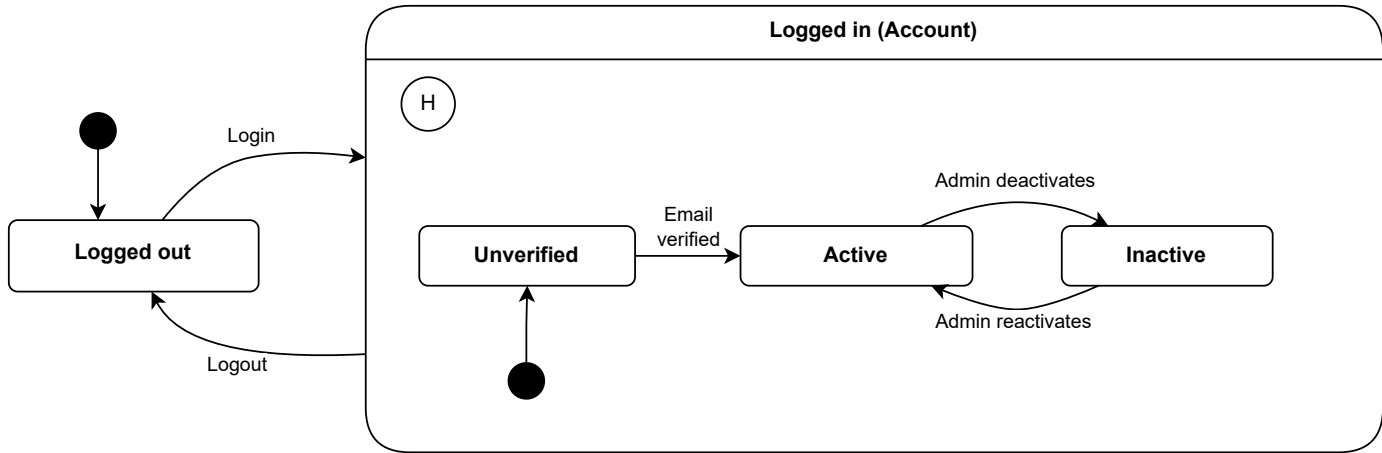 Logged in (Account)
H
Login
Admin deactivates
Email
verified
Logged out
Unverified
Active
Inactive
Admin reactivates
Logout